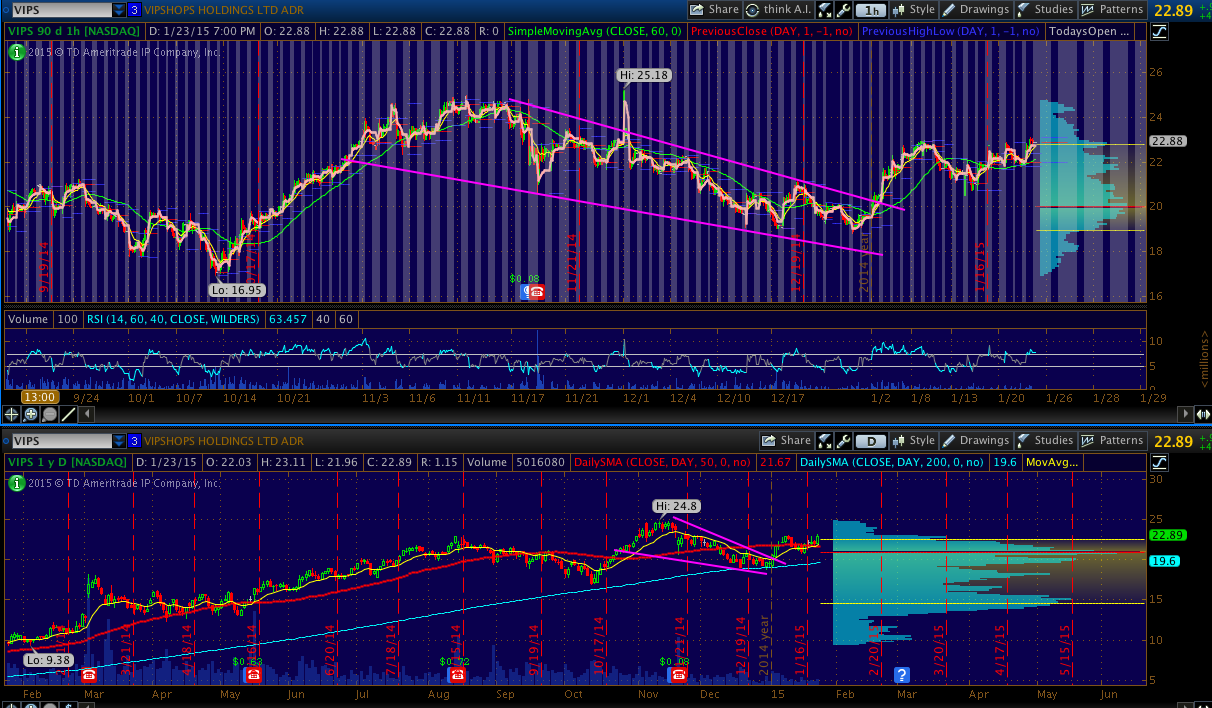 VIPS 3 VIPSHOPS HOLDINGS LTD ADR Share think A.I. 1h Style Drawings Studies Patterns 22.89
VIPS 90 d 1h [NASDAQ] D: 1/23/15 7:00 PM O: 22.88 H: 22.88 L: 22.88 C: 22.88 R: 0 SimpleMovingAvg (CLOSE, 60, 0) PreviousClose (DAY, 1, -1, no) PreviousHighLow (DAY, 1, -1, no) TodaysOpen ...
2015 © TD Ameritrade IP Company, Inc.
Hi: 25.18
26
24
22.88
22
20
18
16
Lo: 16.95
$0.08
9/19/14
11/21/14
12/19/14
2014 year
1/16/15
Volume 100 RSI (14, 60, 40, CLOSE, WILDERS) 63.457 40 60
10
5
0
<millions>
13:00 9/24 10/1 10/7 10/14 10/21 11/3 11/6 11/11 11/17 11/21 12/1 12/4 12/10 12/17 1/2 1/8 1/13 1/20 1/26 1/28 1/29
VIPS 3 VIPSHOPS HOLDINGS LTD ADR Share D Style Drawings Studies Patterns 22.89
VIPS 1 y D [NASDAQ] D: 1/23/15 O: 22.03 H: 23.11 L: 21.96 C: 22.89 R: 1.15 Volume 5016080 DailySMA (CLOSE, DAY, 50, 0, no) 21.67 DailySMA (CLOSE, DAY, 200, 0, no) 19.6 MovAvg...
2015 © TD Ameritrade IP Company, Inc.
Hi: 24.8
30
25
22.89
19.6
15
10
5
Lo: 9.38
$0.63
$0.72
$0.08
3/21/14
4/18/14
6/20/14
7/18/14
9/19/14
10/17/14
12/19/14
2014 year
1/16/15
2/20/15
3/20/15
4/17/15
5/15/15
?
Feb Mar Apr May Jun Jul Aug Sep Oct Nov Dec 15 Feb Mar Apr May Jun